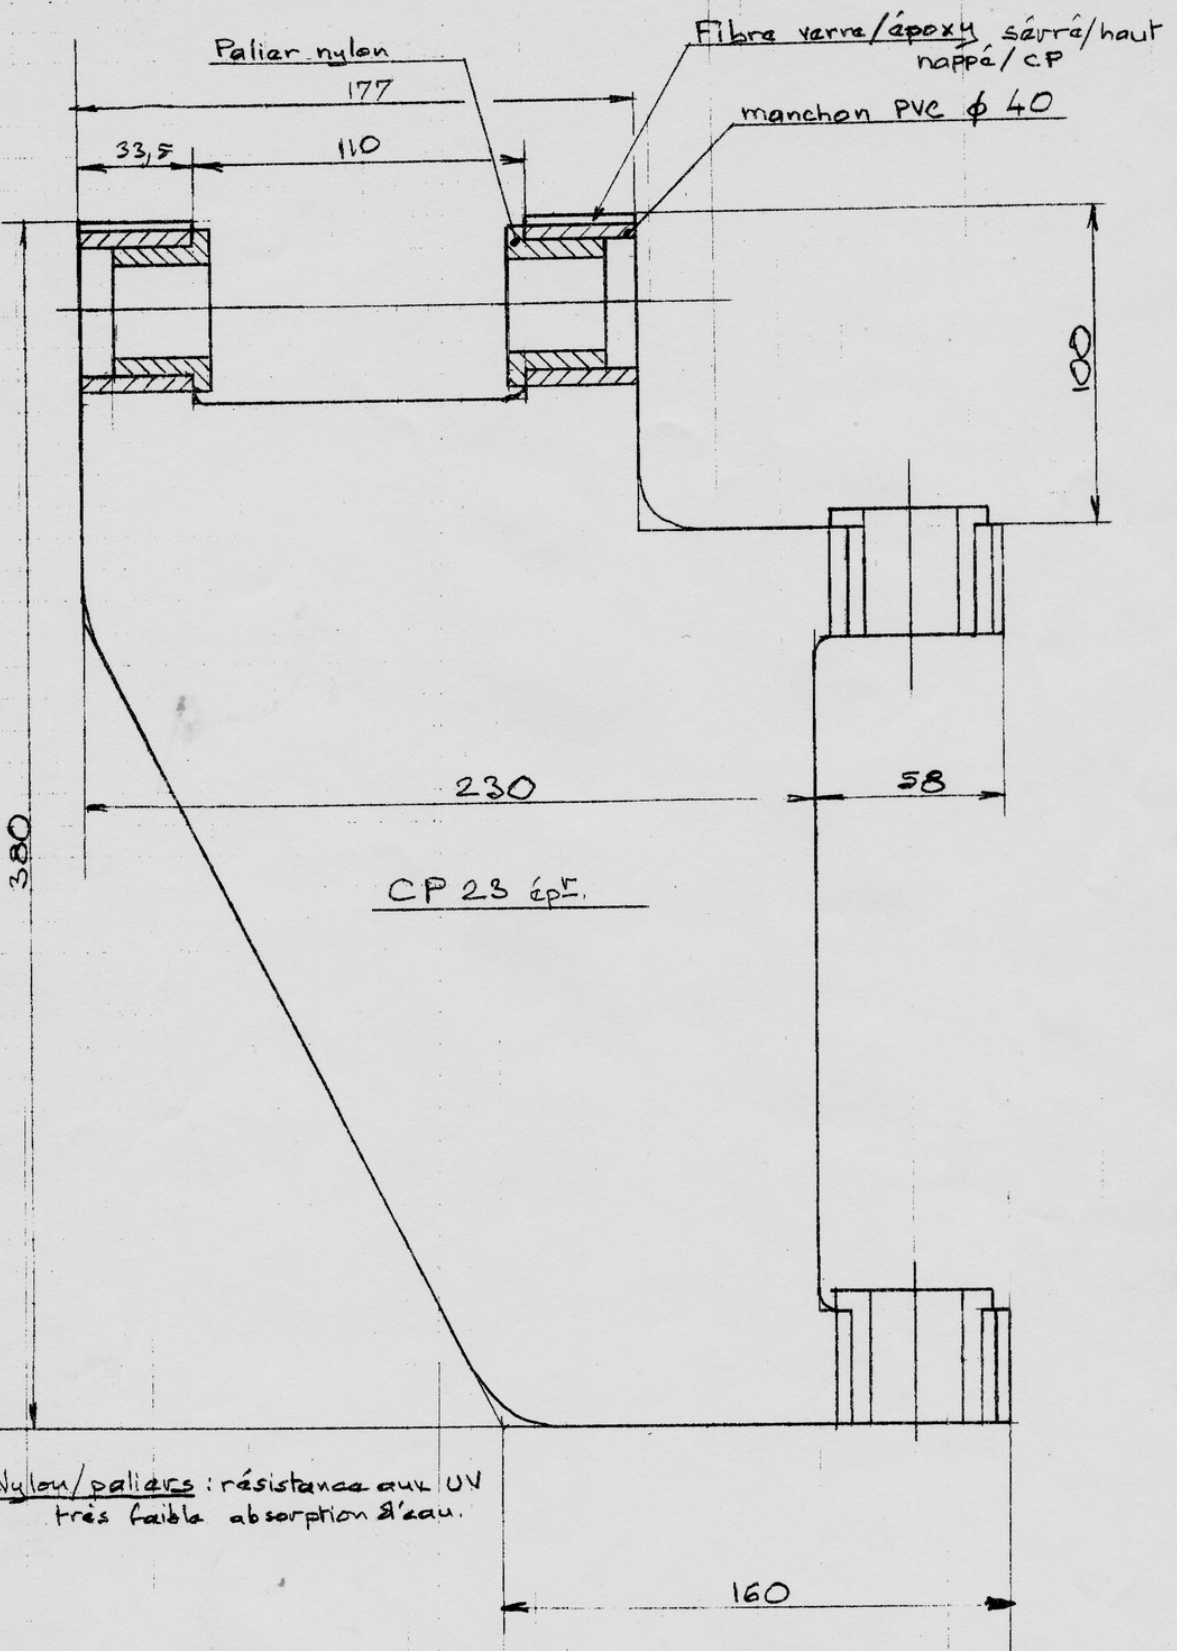 Palier nylon
Fibre verre/époxy sérré/haut
nappé/CP
177
manchon PVC ϕ 40
33,5
110
100
230
58
380
CP 23 épr.
Nylon/paliers : résistance aux UV
très faible absorption d'eau.
160